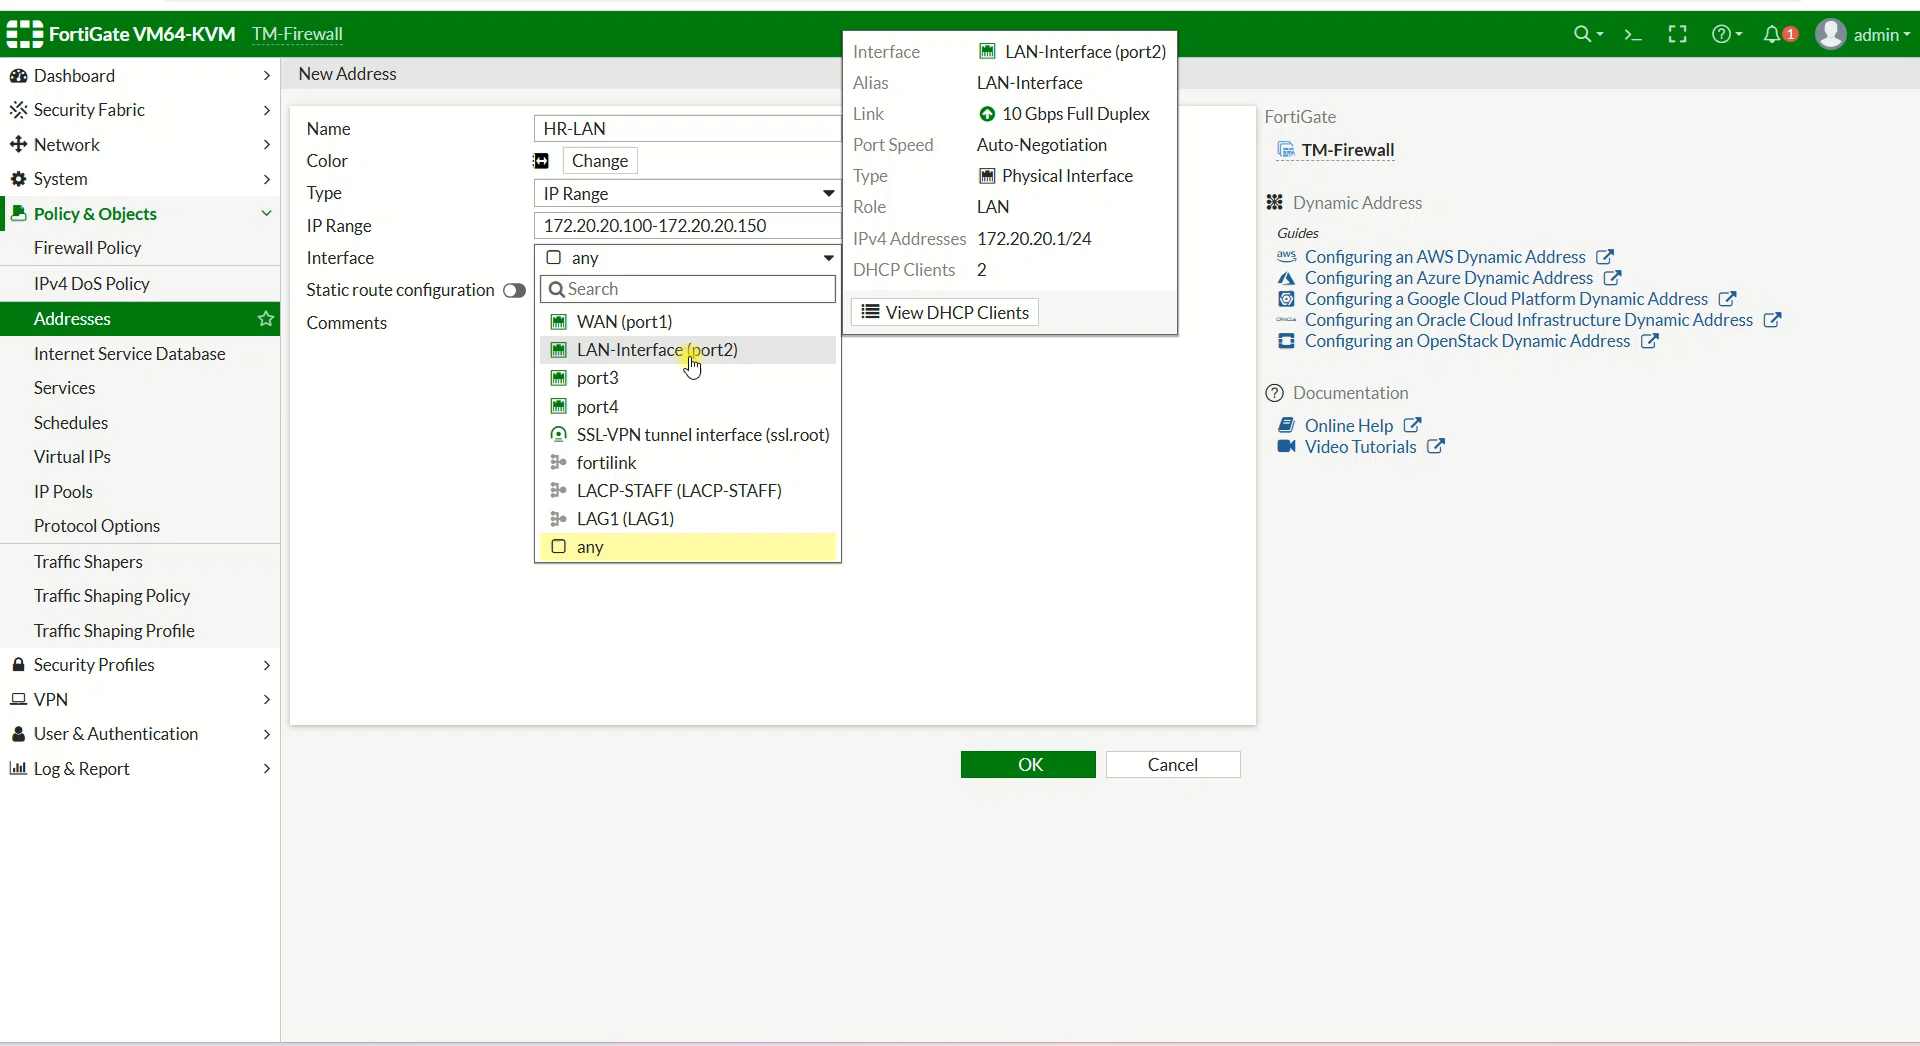 FortiGate VM64-KVM TM-Firewall
1 admin
Dashboard
Security Fabric
Network
System
Policy & Objects
Firewall Policy
IPv4 DoS Policy
Addresses
Internet Service Database
Services
Schedules
Virtual IPs
IP Pools
Protocol Options
Traffic Shapers
Traffic Shaping Policy
Traffic Shaping Profile
Security Profiles
VPN
User & Authentication
Log & Report
New Address
Name HR-LAN
Color Change
Type IP Range
IP Range 172.20.20.100-172.20.20.150
Interface any
Static route configuration
Comments
Search
WAN (port1)
LAN-Interface (port2)
port3
port4
SSL-VPN tunnel interface (ssl.root)
fortilink
LACP-STAFF (LACP-STAFF)
LAG1 (LAG1)
any
Interface LAN-Interface (port2)
Alias LAN-Interface
Link 10 Gbps Full Duplex
Port Speed Auto-Negotiation
Type Physical Interface
Role LAN
IPv4 Addresses 172.20.20.1/24
DHCP Clients 2
View DHCP Clients
OK Cancel
FortiGate
TM-Firewall
Dynamic Address
Guides
aws Configuring an AWS Dynamic Address
Configuring an Azure Dynamic Address
Configuring a Google Cloud Platform Dynamic Address
Configuring an Oracle Cloud Infrastructure Dynamic Address
Configuring an OpenStack Dynamic Address
Documentation
Online Help
Video Tutorials